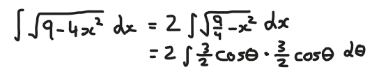 ∫√(9-4x²) dx = 2 ∫√(9/4-x²) dx
= 2 ∫ 3/2 cosθ · 3/2 cosθ dθ